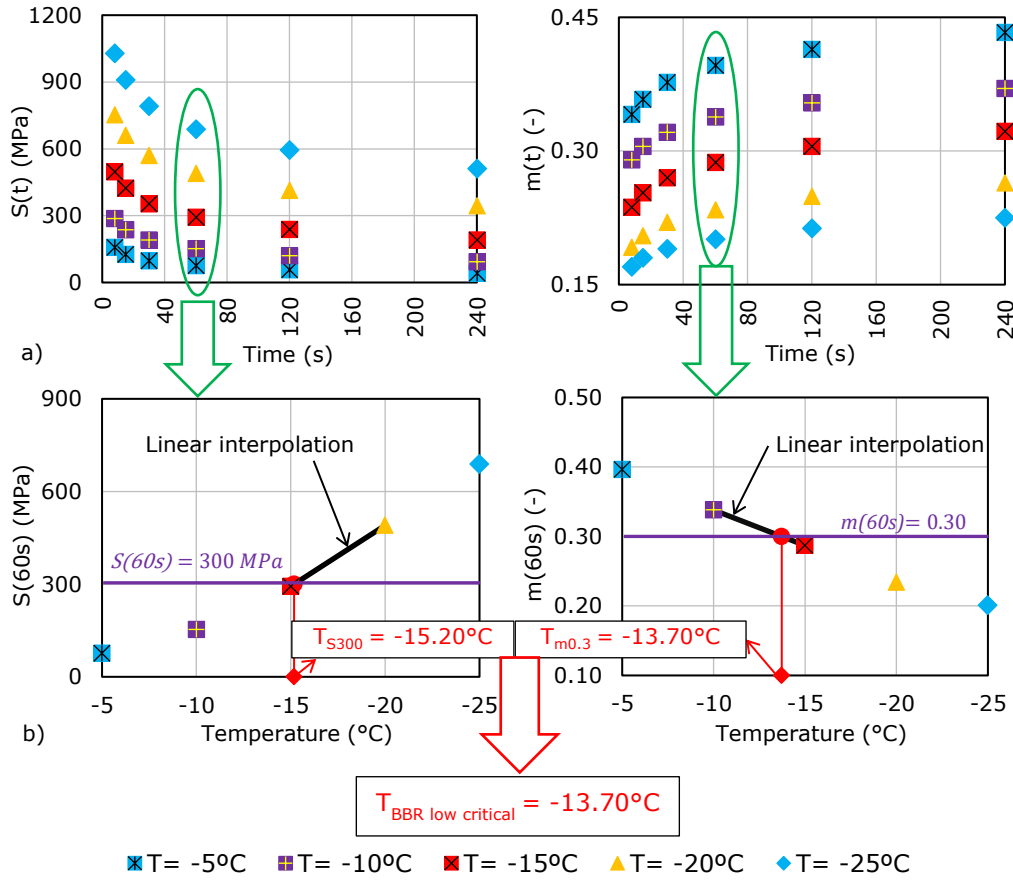 1200
900
600
300
0
S(t) (MPa)
0
40
80
120
160
200
240
Time (s)
a)
0.45
0.30
0.15
m(t) (-)
0
40
80
120
160
200
240
Time (s)
900
600
300
0
S(60s) (MPa)
Linear interpolation
S(60s) = 300 MPa
T_S300 = -15.20°C
-5
-10
-15
-20
-25
Temperature (°C)
b)
0.50
0.40
0.30
0.20
0.10
m(60s) (-)
Linear interpolation
m(60s)= 0.30
T_m0.3 = -13.70°C
-5
-10
-15
-20
-25
Temperature (°C)
T_BBR low critical = -13.70°C
T= -5ºC
T= -10ºC
T= -15ºC
T= -20ºC
T= -25ºC